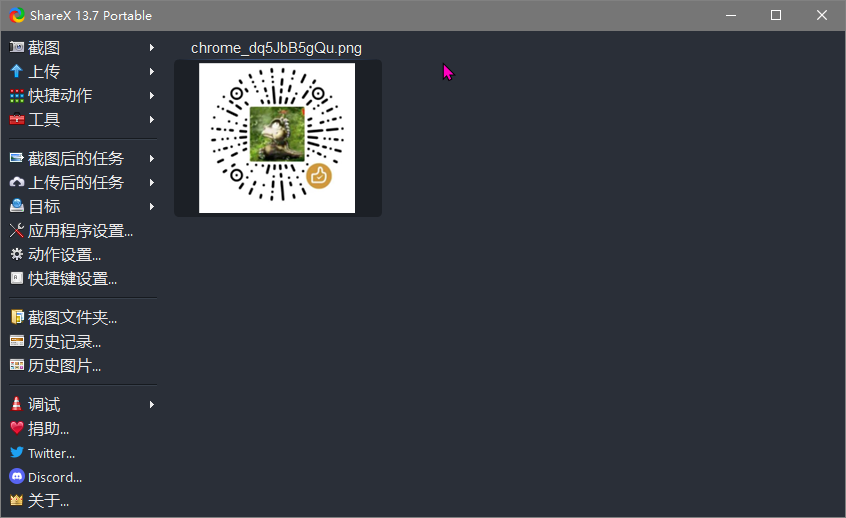 ShareX 13.7 Portable
截图
上传
快捷动作
工具
截图后的任务
上传后的任务
目标
应用程序设置...
动作设置...
快捷键设置...
截图文件夹...
历史记录...
历史图片...
调试
捐助...
Twitter...
Discord...
关于...
chrome_dq5JbB5gQu.png